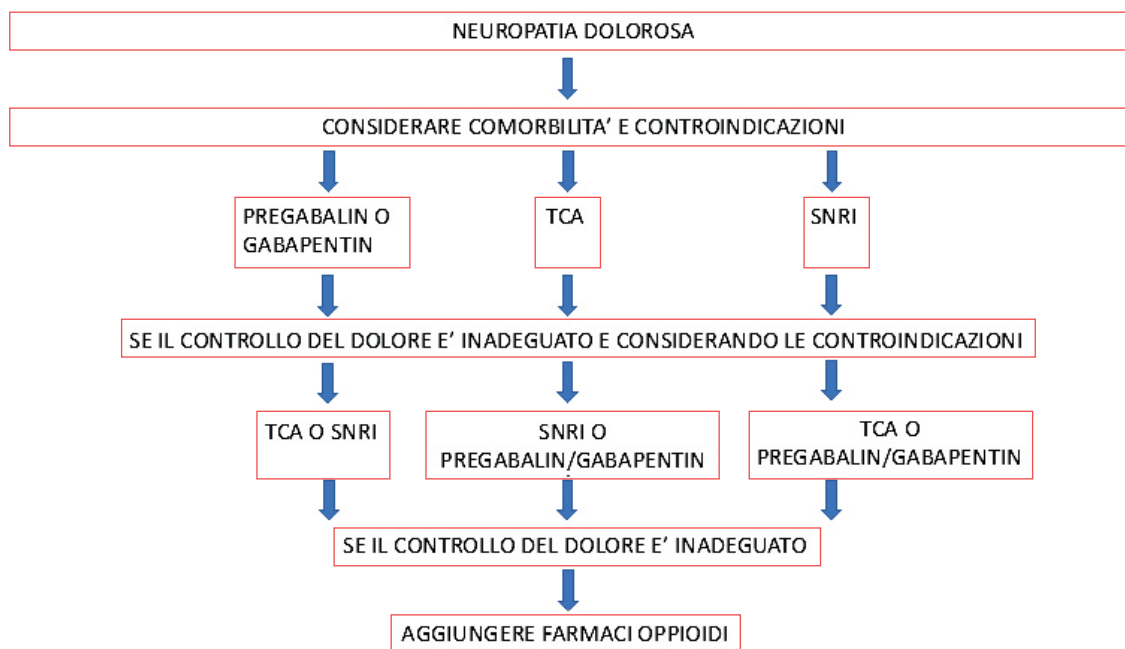 NEUROPATIA DOLOROSA
CONSIDERARE COMORBILITA' E CONTROINDICAZIONI
PREGABALIN O
GABAPENTIN
TCA
SNRI
SE IL CONTROLLO DEL DOLORE E' INADEGUATO E CONSIDERANDO LE CONTROINDICAZIONI
TCA O SNRI
SNRI O
PREGABALIN/GABAPENTIN
TCA O
PREGABALIN/GABAPENTIN
SE IL CONTROLLO DEL DOLORE E' INADEGUATO
AGGIUNGERE FARMACI OPPIOIDI